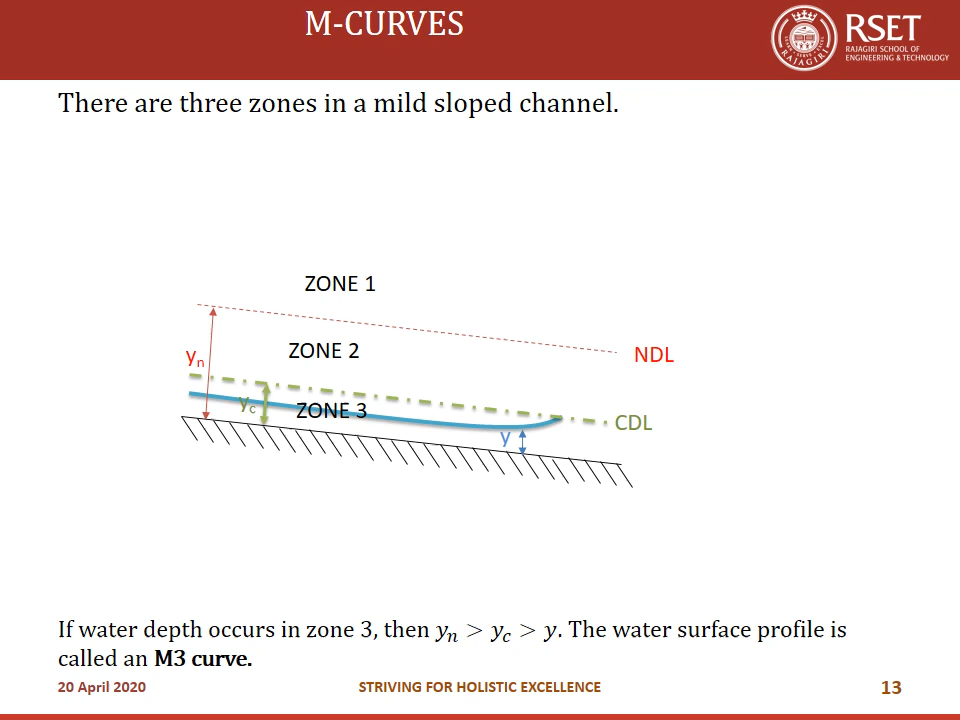 M-CURVES
RSET
RAJAGIRI SCHOOL OF
ENGINEERING & TECHNOLOGY
RAJAGIRI
There are three zones in a mild sloped channel.
ZONE 1
ZONE 2
yn
NDL
yc
ZONE 3
CDL
y
If water depth occurs in zone 3, then yn > yc > y. The water surface profile is
called an M3 curve.
20 April 2020
STRIVING FOR HOLISTIC EXCELLENCE
13